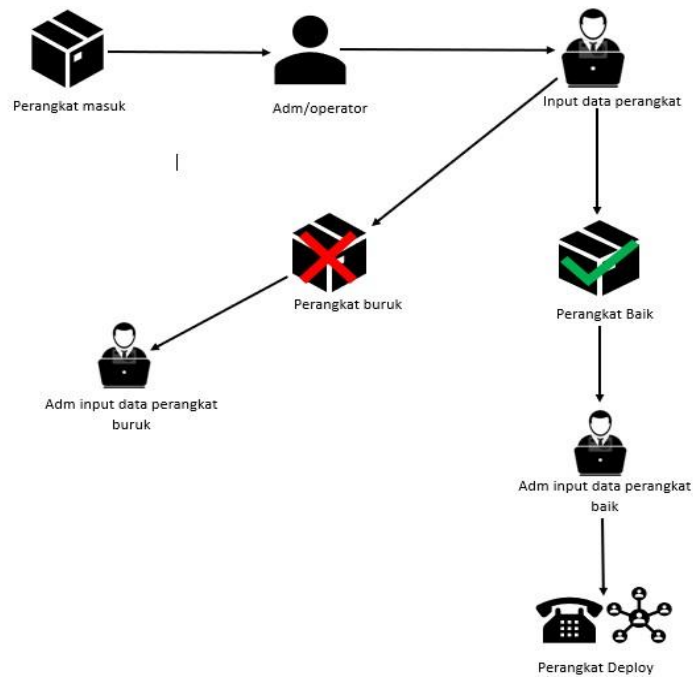 Perangkat masuk
Adm/operator
Input data perangkat
Perangkat buruk
Perangkat Baik
Adm input data perangkat
buruk
Adm input data perangkat
baik
Perangkat Deploy